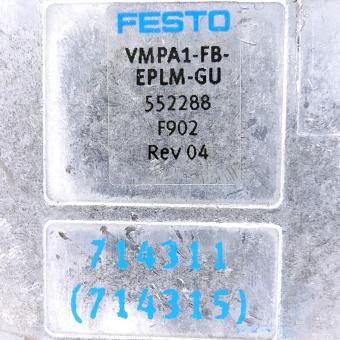 FESTO
VMPA1-FB-
EPLM-GU
552288
F902
Rev 04
714311
(714315)